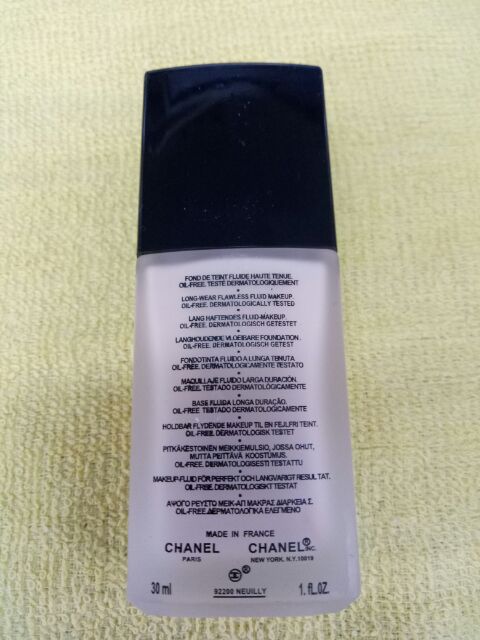 FOND DE TEINT FLUIDE HAUTE TENUE.
OIL-FREE. TESTÉ DERMATOLOGIQUEMENT
LONG-WEAR FLAWLESS FLUID MAKEUP.
OIL-FREE. DERMATOLOGICALLY TESTED
LANG HAFTENDES FLUID-MAKEUP.
OIL-FREE. DERMATOLOGISCH GETESTET
LANGHOUDENDE VLOEIBARE FOUNDATION.
OIL-FREE. DERMATOLOGISCH GETEST
FONDOTINTA FLUIDO A LUNGA TENUTA
OIL-FREE. DERMATOLOGICAMENTE TESTATO
MAQUILLAJE FLUIDO LARGA DURACIÓN.
OIL-FREE. TESTADO DERMATOLÓGICAMENTE
BASE FLUIDA LONGA DURAÇÃO.
OIL-FREE. TESTADO DERMATOLOGICAMENTE
HOLDBAR FLYDENDE MAKEUP TIL EN FEJLFRI TEINT.
OIL-FREE. DERMATOLOGISK TESTET
PITKÄKESTOINEN MEIKKIEMULSIO, JOSSA OHUT,
MUTTA PEITTÄVÄ KOOSTUMUS.
OIL-FREE. DERMATOLOGISESTI TESTATTU
MAKEUP-FLUID FÖR PERFEKT OCH LANGVARIGT RESULTAT.
OIL-FREE. DERMATOLOGISKT TESTAT
ΑΨΟΓΟ ΡΕΥΣΤΟ ΜΕΙΚ-ΑΠ ΜΑΚΡΑΣ ΔΙΑΡΚΕΙΑΣ.
OIL-FREE. ΔΕΡΜΑΤΟΛΟΓΙΚΑ ΕΛΕΓΜΕΝΟ
MADE IN FRANCE
CHANEL CHANEL® INC.
PARIS NEW YORK, N.Y. 10019
®
30 ml 92200 NEUILLY 1. fl.OZ.